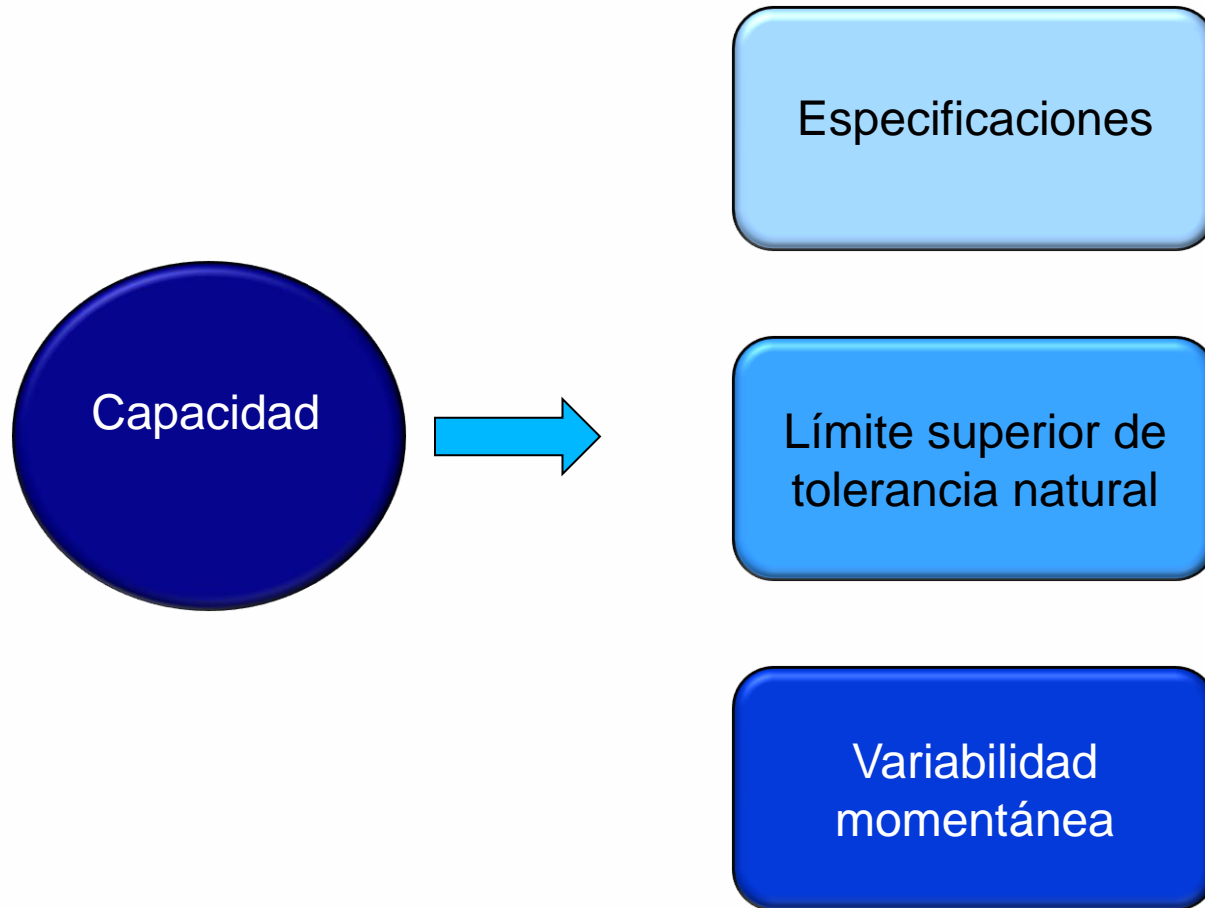 Especificaciones
Capacidad
Límite superior de
tolerancia natural
Variabilidad
momentánea